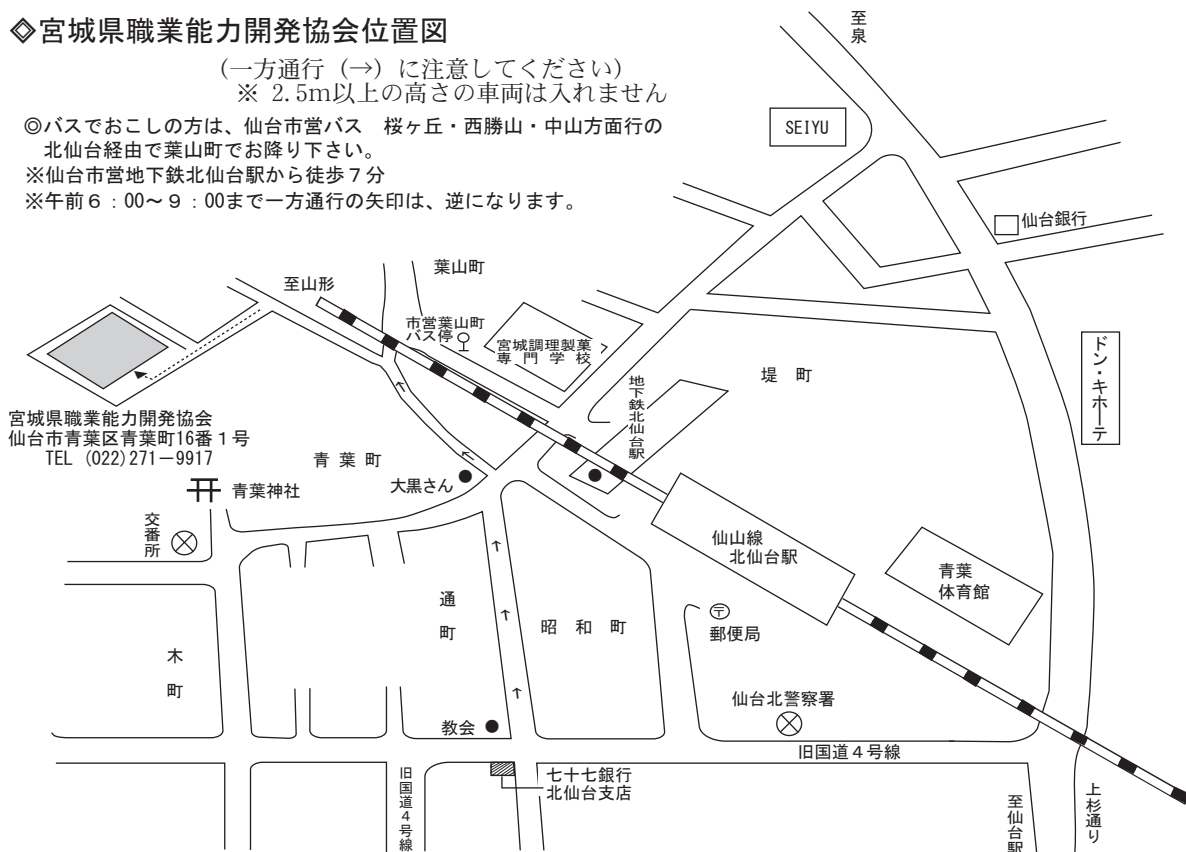 ◇宮城県職業能力開発協会位置図
(一方通行（→）に注意してください)
※ 2.5m以上の高さの車両は入れません
◎バスでおこしの方は、仙台市営バス　桜ヶ丘・西勝山・中山方面行の
北仙台経由で葉山町でお降り下さい。
※仙台市営地下鉄北仙台駅から徒歩７分
※午前６：00～９：00まで一方通行の矢印は、逆になります。
至泉
SEIYU
仙台銀行
葉山町
至山形
市営葉山町
バス停
宮城調理製菓
専門学校
地下鉄北仙台駅
堤町
ドン・キホーテ
宮城県職業能力開発協会
仙台市青葉区青葉町16番１号
TEL (022)271－9917
青葉町
大黒さん
青葉神社
交番所
仙山線
北仙台駅
青葉
体育館
通町
昭和町
〒
郵便局
木町
仙台北警察署
教会
旧国道４号線
七十七銀行
北仙台支店
旧国道４号線
至仙台駅
上杉通り